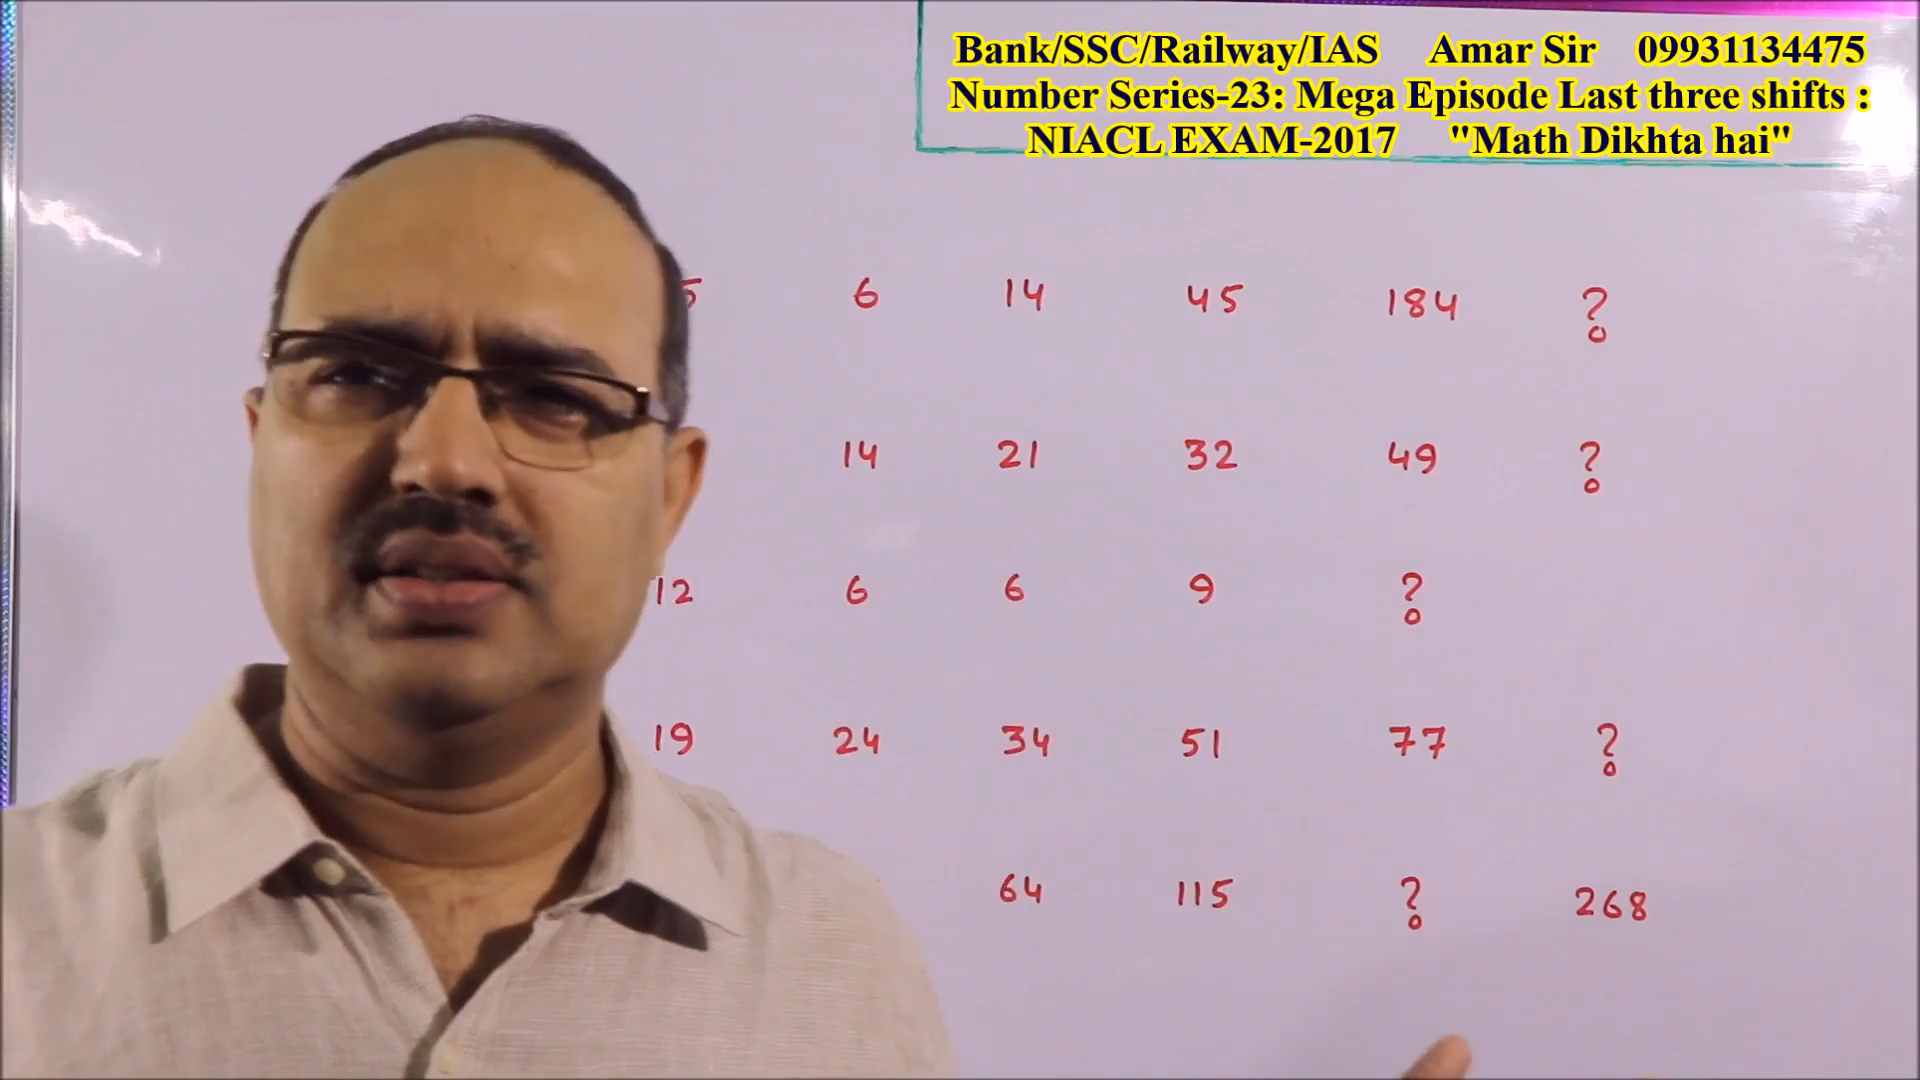 Bank/SSC/Railway/IAS Amar Sir 09931134475
Number Series-23: Mega Episode Last three shifts :
NIACL EXAM-2017 "Math Dikhta hai"
5 6 14 45 184 ?
14 21 32 49 ?
12 6 6 9 ?
19 24 34 51 77 ?
64 115 ? 268